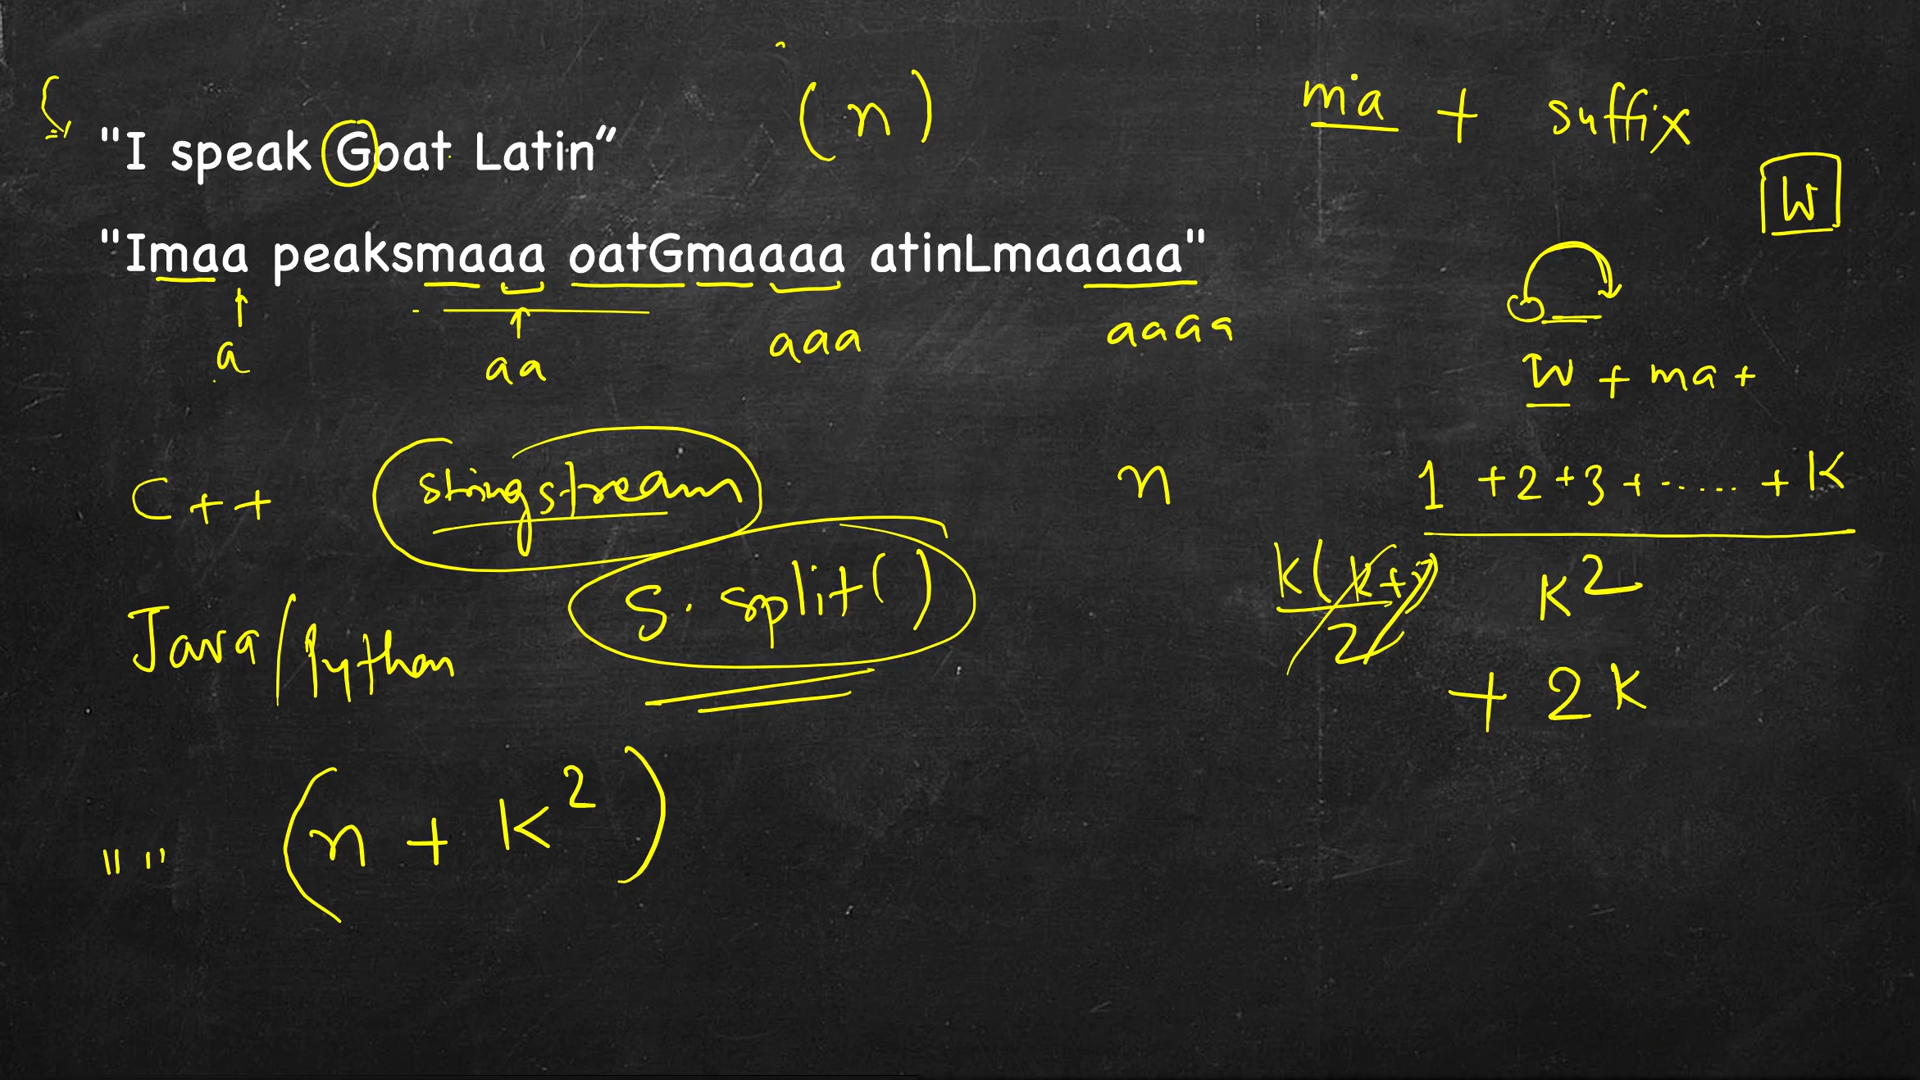 (n)
ma + suffix
"I speak Goat Latin”
W
"Imaa peaksmaaa oatGmaaaa atinLmaaaaa"
a
aa
aaa
aaaa
W + ma +
C++ stringstream
n
1 + 2 + 3 + ...... + K
K(K+1)
2
K2
+ 2K
Java/Python S.split()
" " (n + K2)